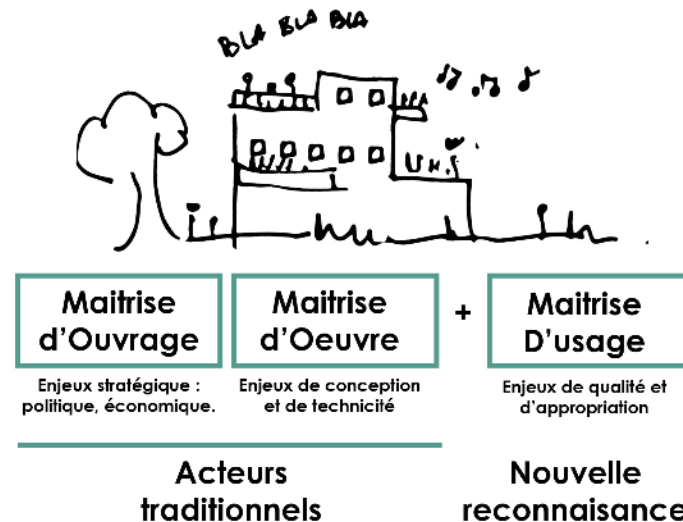 BLA BLA BLA
Maitrise d'Ouvrage
Enjeux stratégique :
politique, économique.
Maitrise d'Oeuvre
Enjeux de conception
et de technicité
+
Maitrise D'usage
Enjeux de qualité et
d'appropriation
Acteurs
traditionnels
Nouvelle
reconnaisance